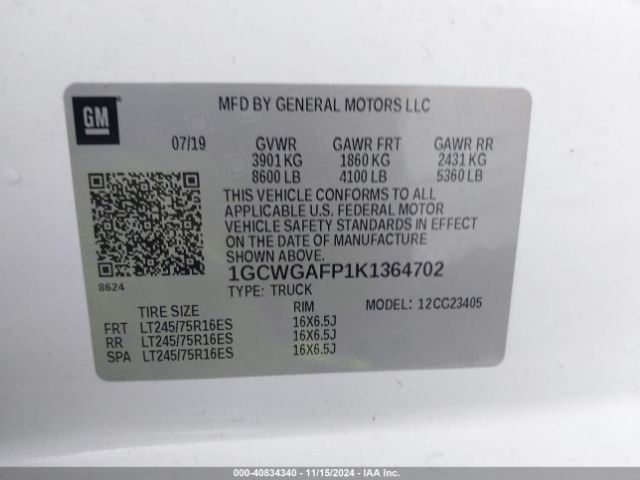 GM
MFD BY GENERAL MOTORS LLC
07/19 GVWR GAWR FRT GAWR RR
3901 KG 1860 KG 2431 KG
8600 LB 4100 LB 5360 LB
THIS VEHICLE CONFORMS TO ALL
APPLICABLE U.S. FEDERAL MOTOR
VEHICLE SAFETY STANDARDS IN EFFECT
ON THE DATE OF MANUFACTURE
SHOWN ABOVE.
1GCWGAFP1K1364702
8624
TYPE: TRUCK MODEL: 12CG23405
TIRE SIZE RIM
FRT LT245/75R16ES 16X6.5J
RR LT245/75R16ES 16X6.5J
SPA LT245/75R16ES 16X6.5J
000-40834340 - 11/15/2024 - IAA Inc.